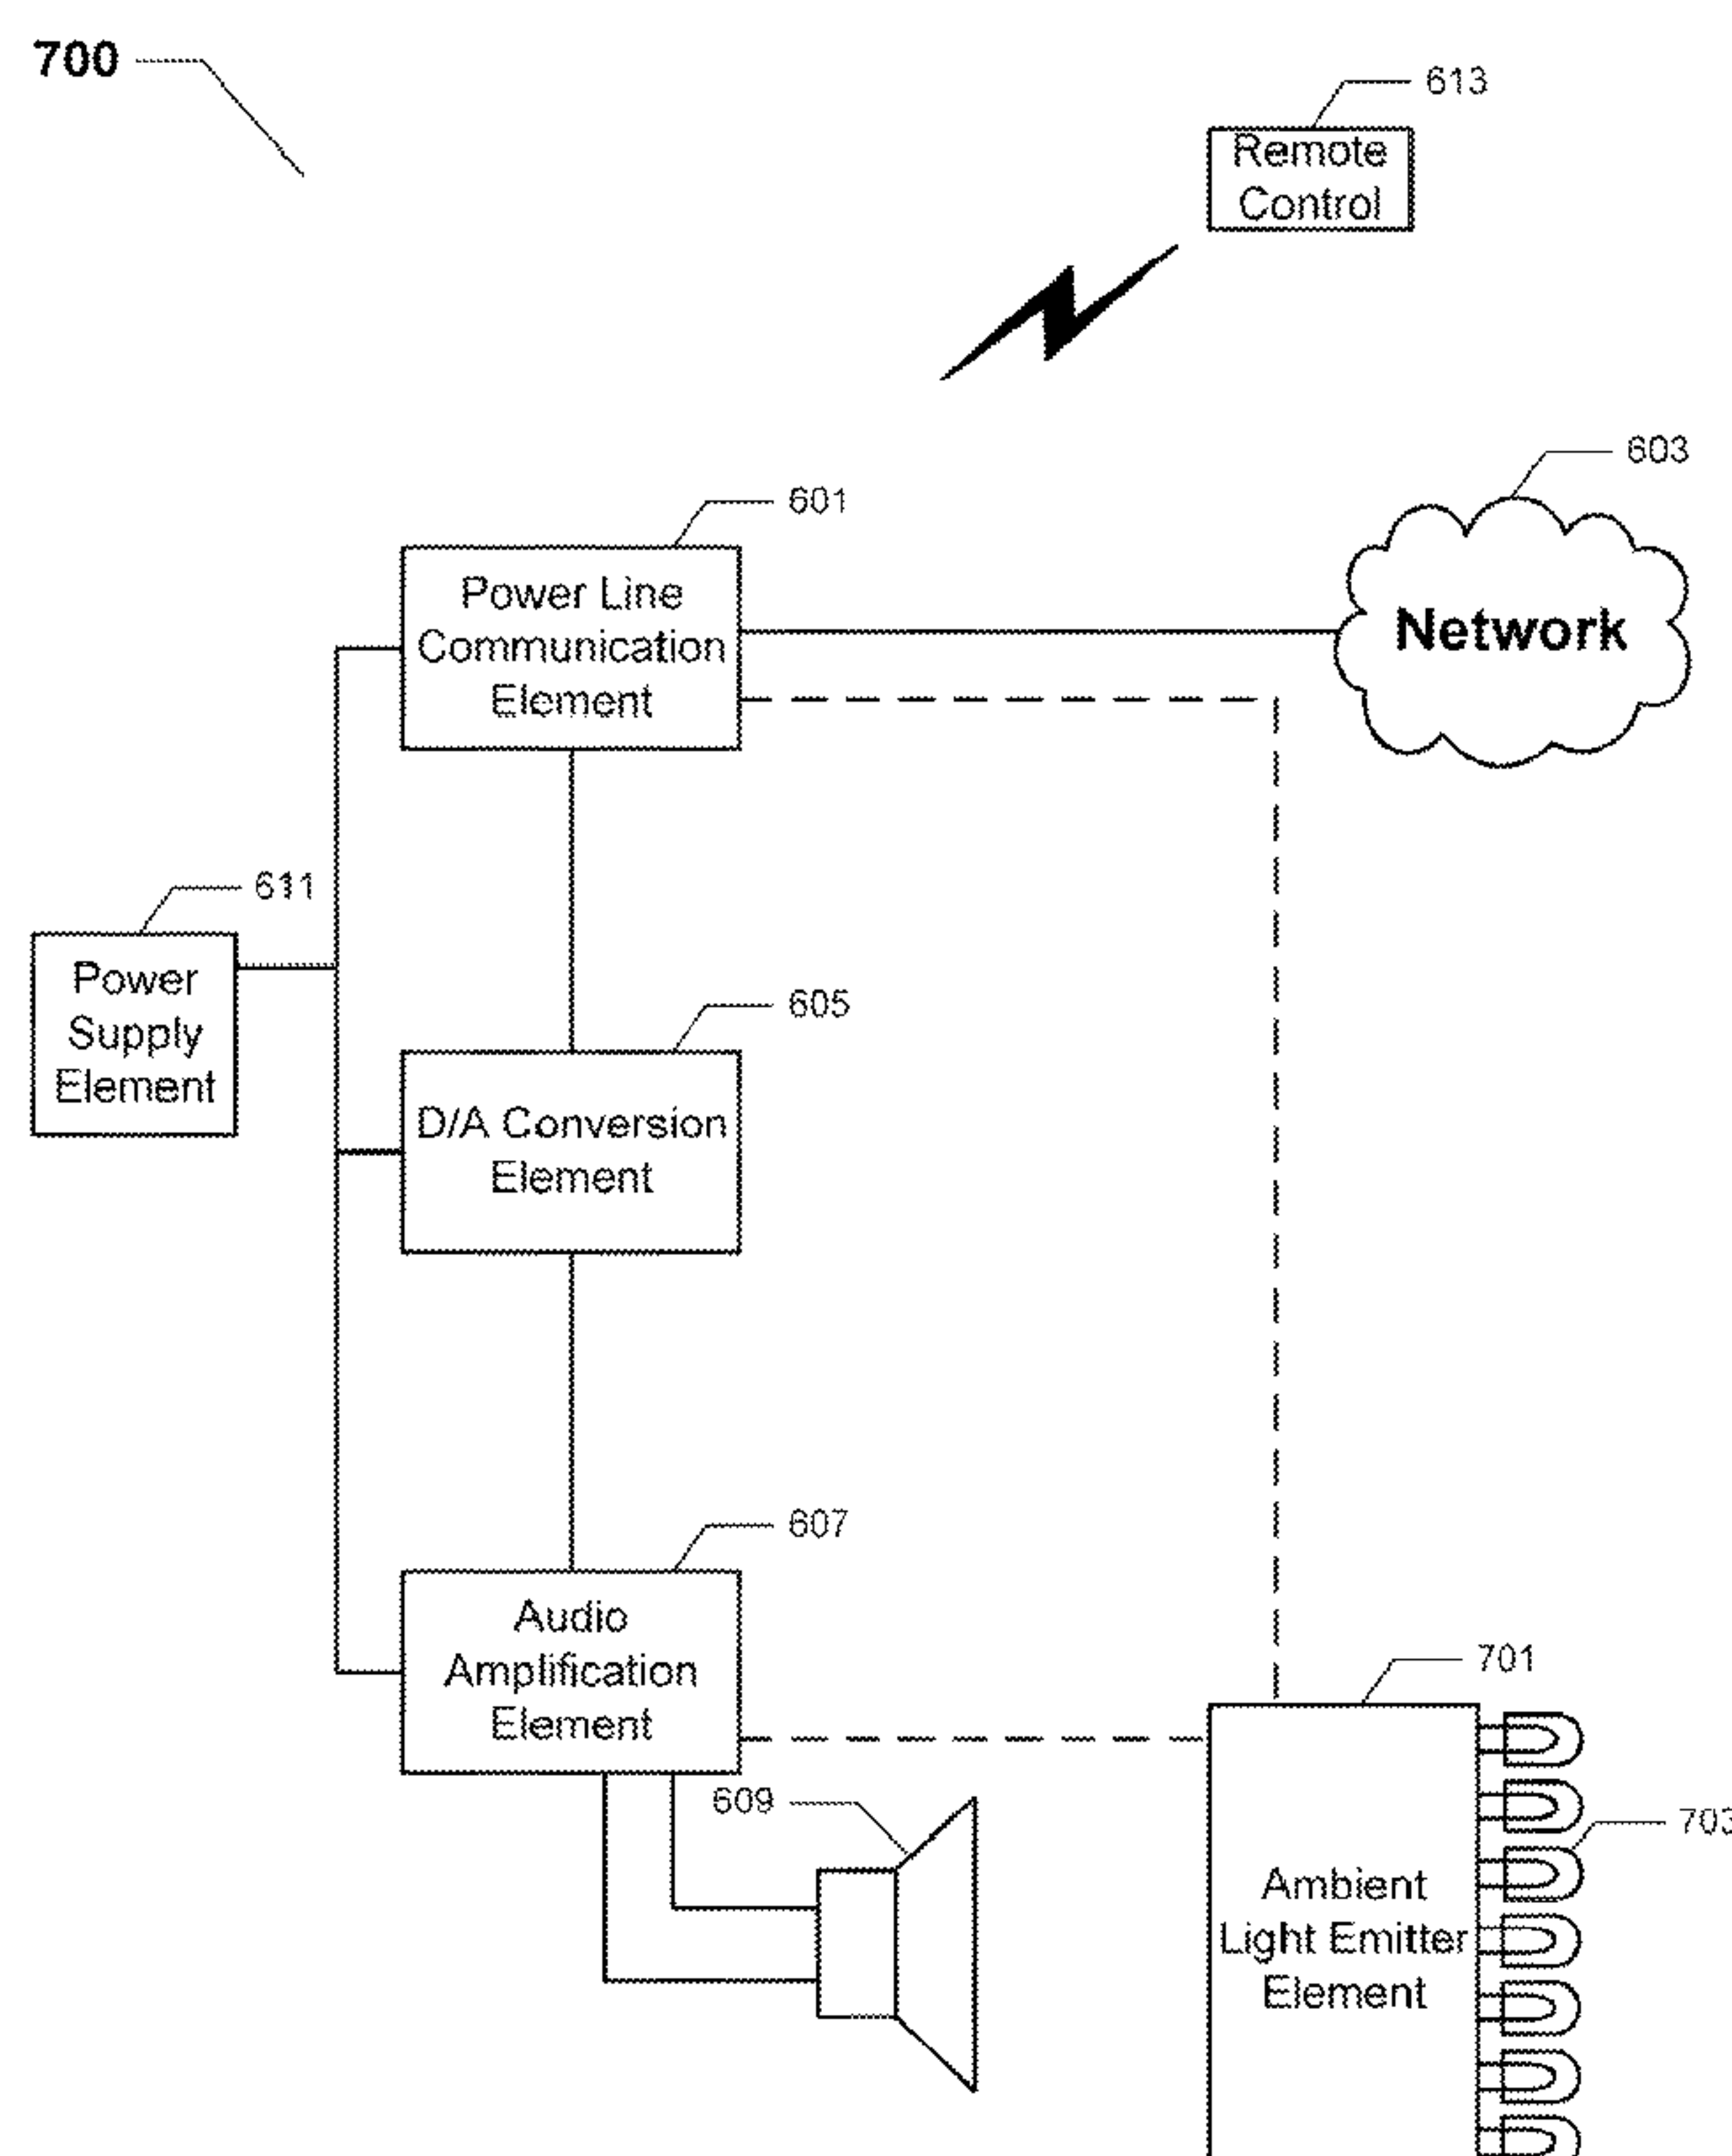 700
613
Remote
Control
603
601
Power Line
Communication
Element
Network
611
Power
Supply
Element
605
D/A Conversion
Element
607
Audio
Amplification
Element
701
609
703
Ambient
Light Emitter
Element